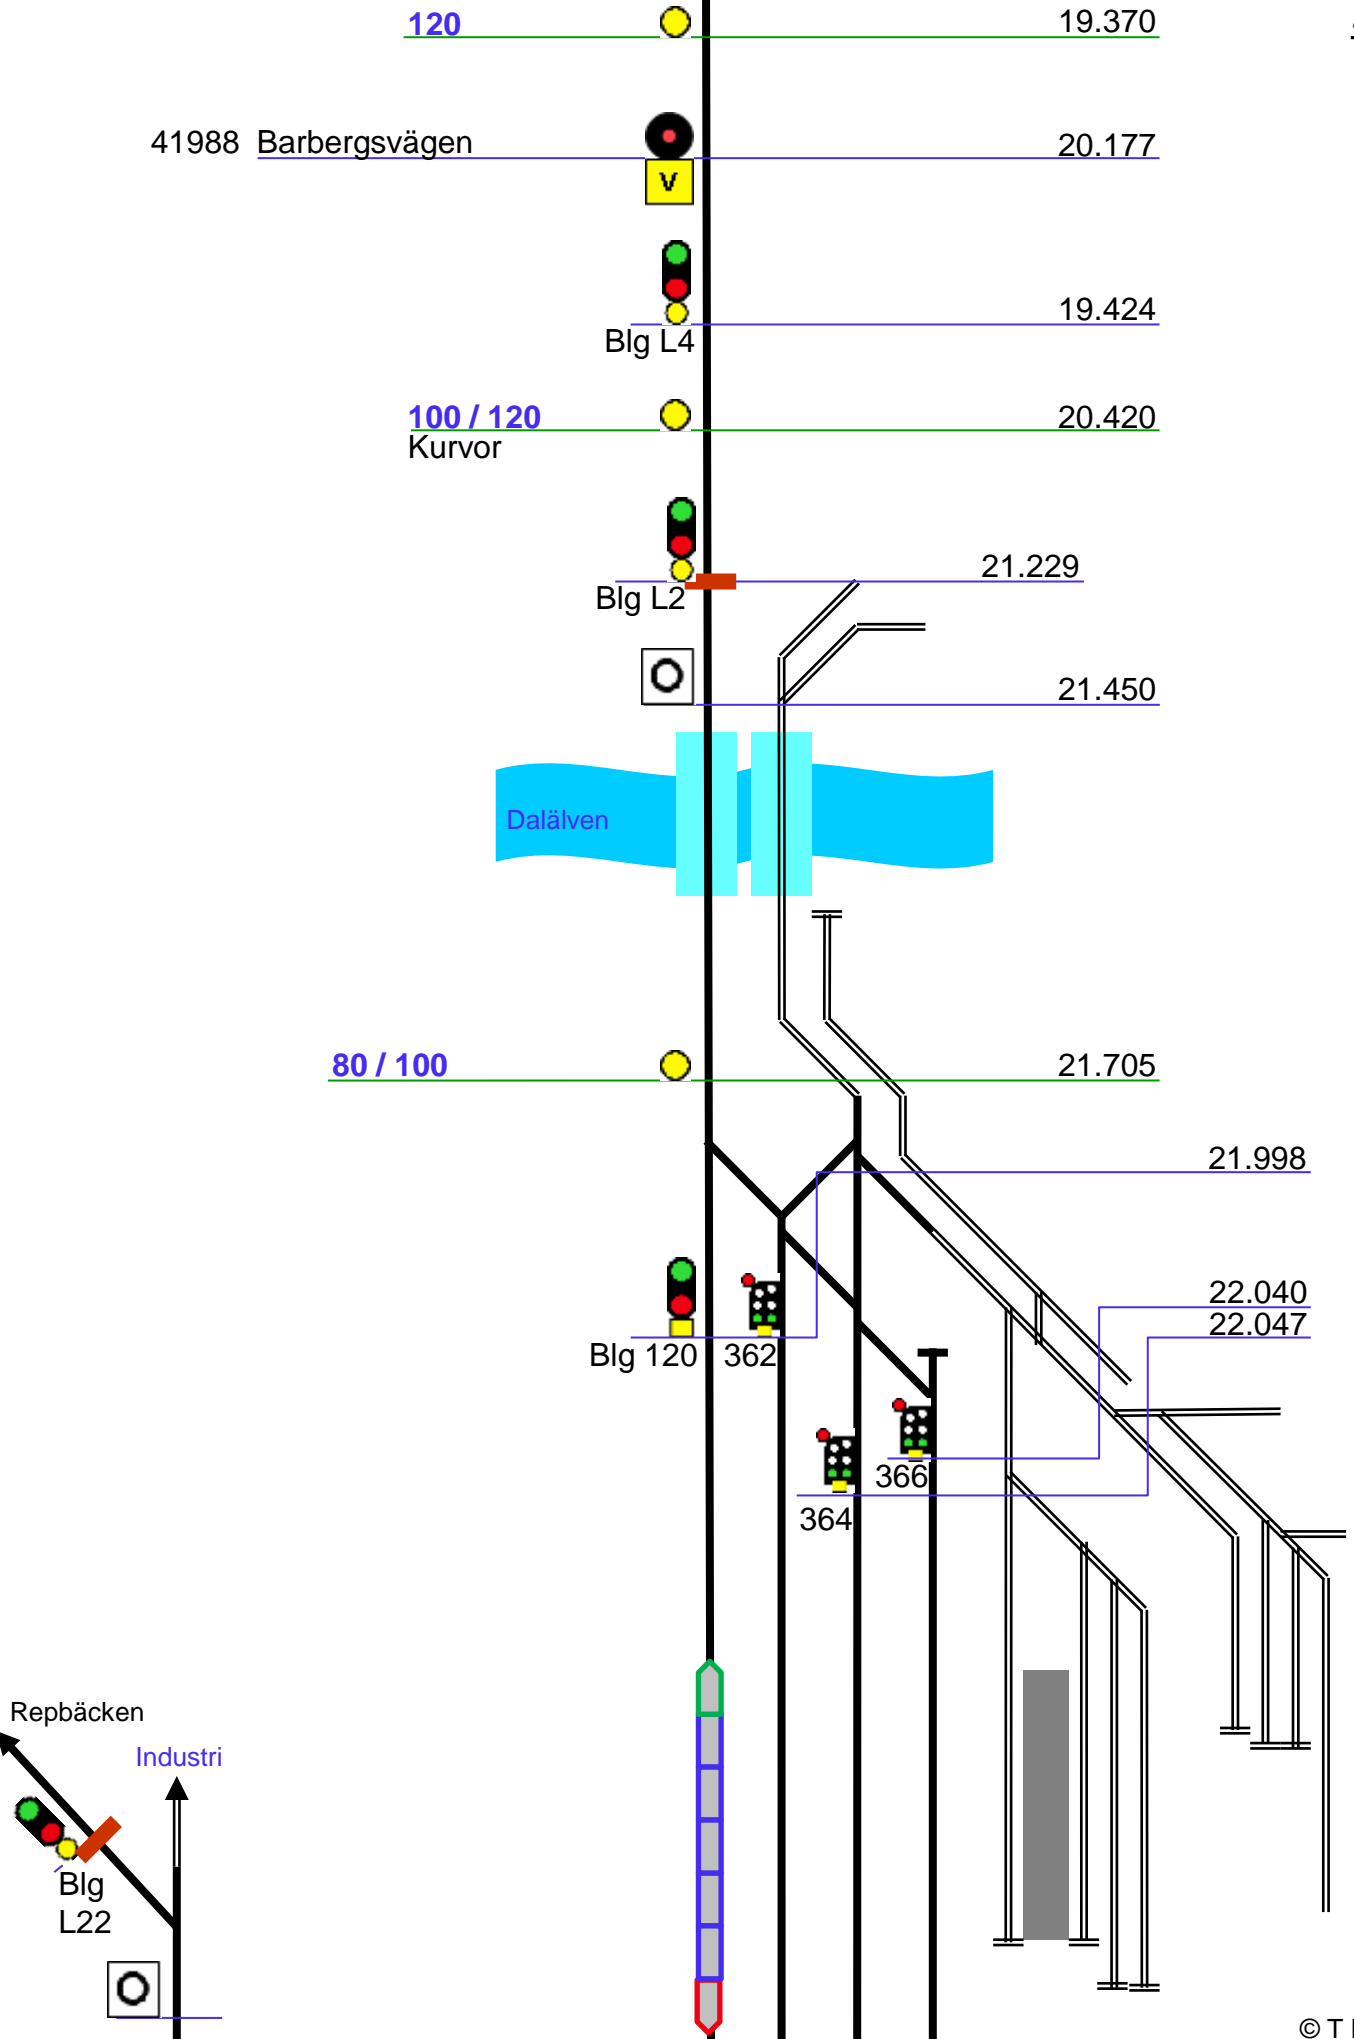 120 19.370
41988 Barbergsvägen 20.177
V
19.424
Blg L4
100 / 120 20.420
Kurvor
21.229
Blg L2
O
21.450
Dalälven
80 / 100 21.705
21.998
22.040
22.047
Blg 120 362
366
364
Repbäcken
Industri
Blg
L22
O
© T